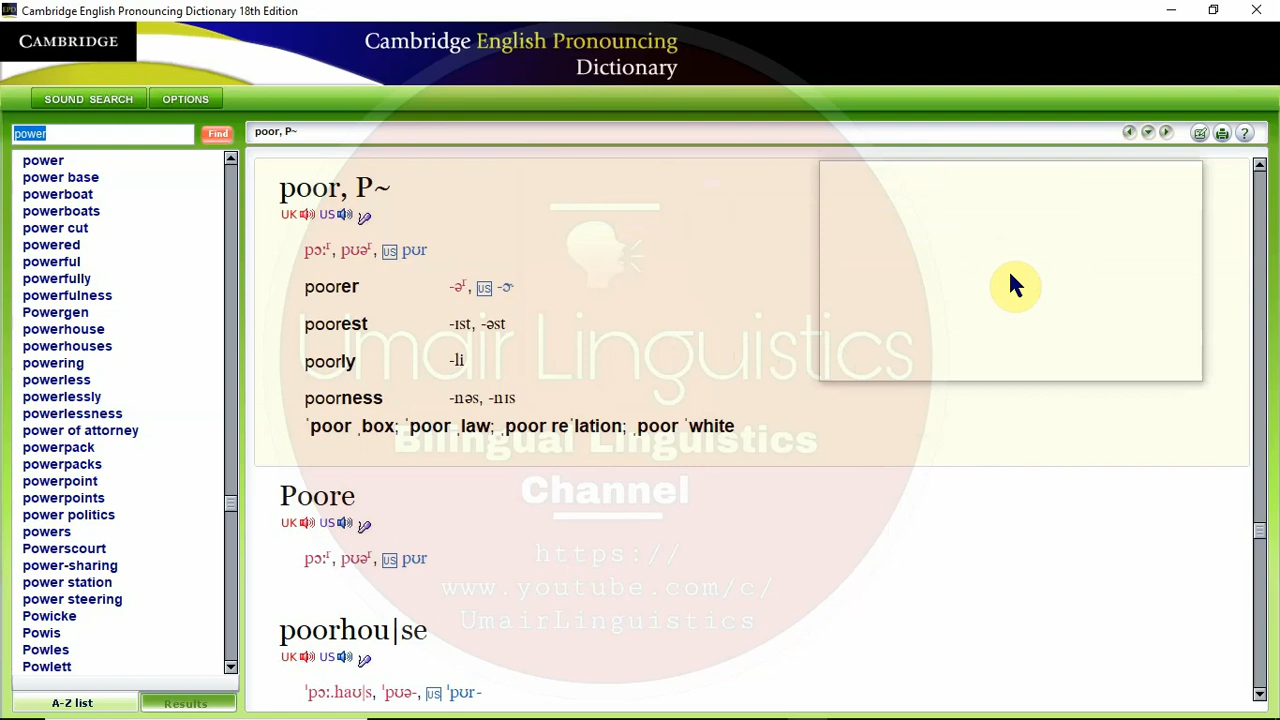 Cambridge English Pronouncing Dictionary 18th Edition
CAMBRIDGE
Cambridge English Pronouncing
Dictionary
SOUND SEARCH OPTIONS
power Find
poor, P~
?
power
power base
powerboat
powerboats
power cut
powered
powerful
powerfully
powerfulness
Powergen
powerhouse
powerhouses
powering
powerless
powerlessly
powerlessness
power of attorney
powerpack
powerpacks
powerpoint
powerpoints
power politics
powers
Powerscourt
power-sharing
power station
power steering
Powicke
Powis
Powles
Powlett
A-Z list Results
poor, P~
UK US
pɔːʳ, pʊəʳ, US pʊr
poorer -əʳ, US -ɚ
poorest -ɪst, -əst
poorly -li
poorness -nəs, -nɪs
ˈpoor ˌbox; ˈpoor ˌlaw; ˌpoor reˈlation; ˌpoor ˈwhite
Poore
UK US
pɔːʳ, pʊəʳ, US pʊr
poorhou|se
UK US
ˈpɔː.haʊ|s, ˈpʊə-, US ˈpʊr-
Umair Linguistics
Bilingual Linguistics
Channel
https://
www.youtube.com/c/
UmairLinguistics